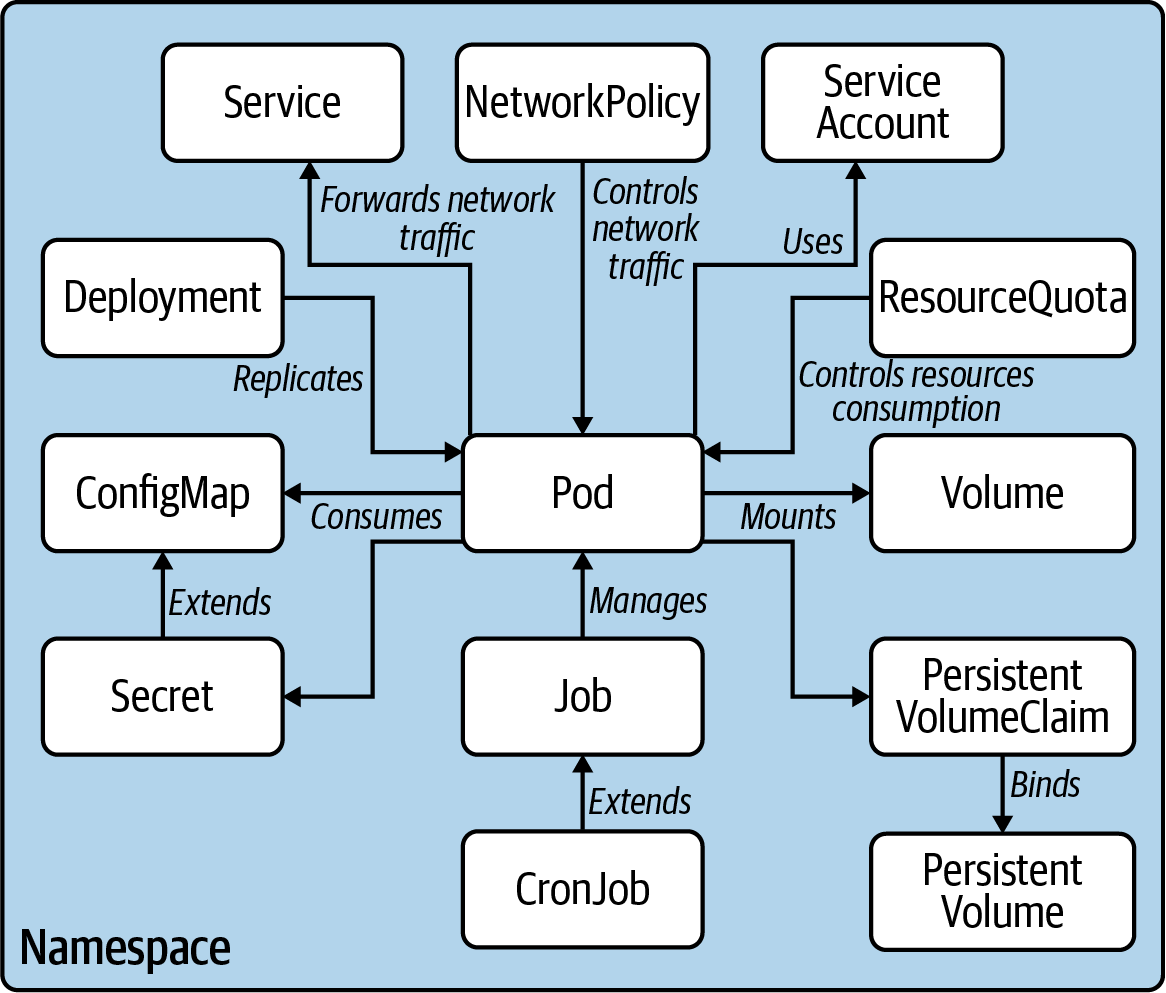 Service
NetworkPolicy
Service
Account
Forwards network
traffic
Controls
network
traffic
Uses
Deployment
ResourceQuota
Replicates
Controls resources
consumption
ConfigMap
Pod
Volume
Consumes
Mounts
Extends
Manages
Secret
Job
Persistent
VolumeClaim
Extends
Binds
CronJob
Persistent
Volume
Namespace